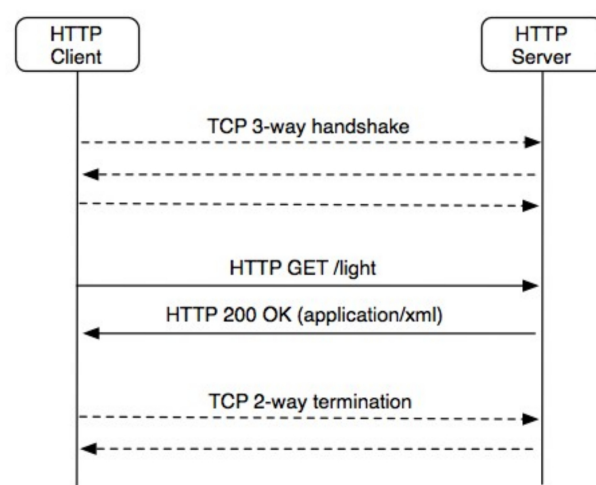 HTTP
Client
HTTP
Server
TCP 3-way handshake
HTTP GET /light
HTTP 200 OK (application/xml)
TCP 2-way termination